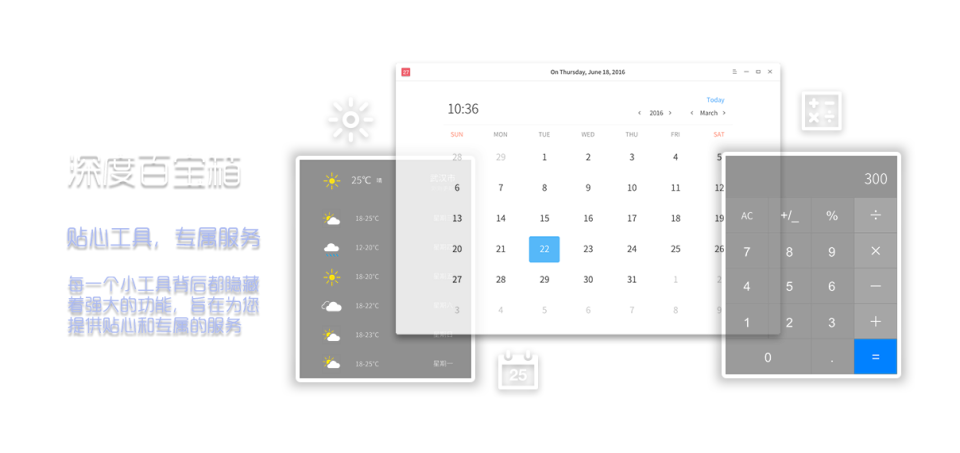 深度百宝箱
贴心工具，专属服务
每一个小工具背后都隐藏
着强大的功能，旨在为您
提供贴心和专属的服务
25℃ 晴
18-25℃
12-20℃
18-20℃
18-22℃
18-23℃
18-25℃ 星期一
27 On Thursday, June 18, 2016
10:36
Today
2016 March
SUN MON TUE WED THU FRI SAT
28 29 1 2 3 4 5
6 7 8 9 10 11 12
13 14 15 16 17 18 19
20 21 22 23 24 25 26
27 28 29 30 31 1 2
3 4 5 6 7 8 9
25
300
AC +/_ % ÷
7 8 9 ×
4 5 6 −
1 2 3 +
0 . =